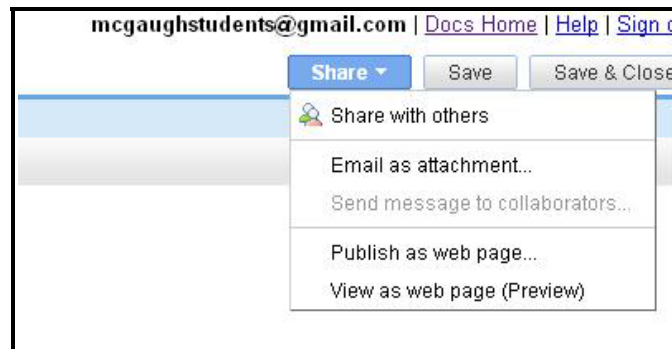 mcgaughstudents@gmail.com | Docs Home | Help | Sign
Share Save Save & Close
Share with others
Email as attachment...
Send message to collaborators...
Publish as web page...
View as web page (Preview)